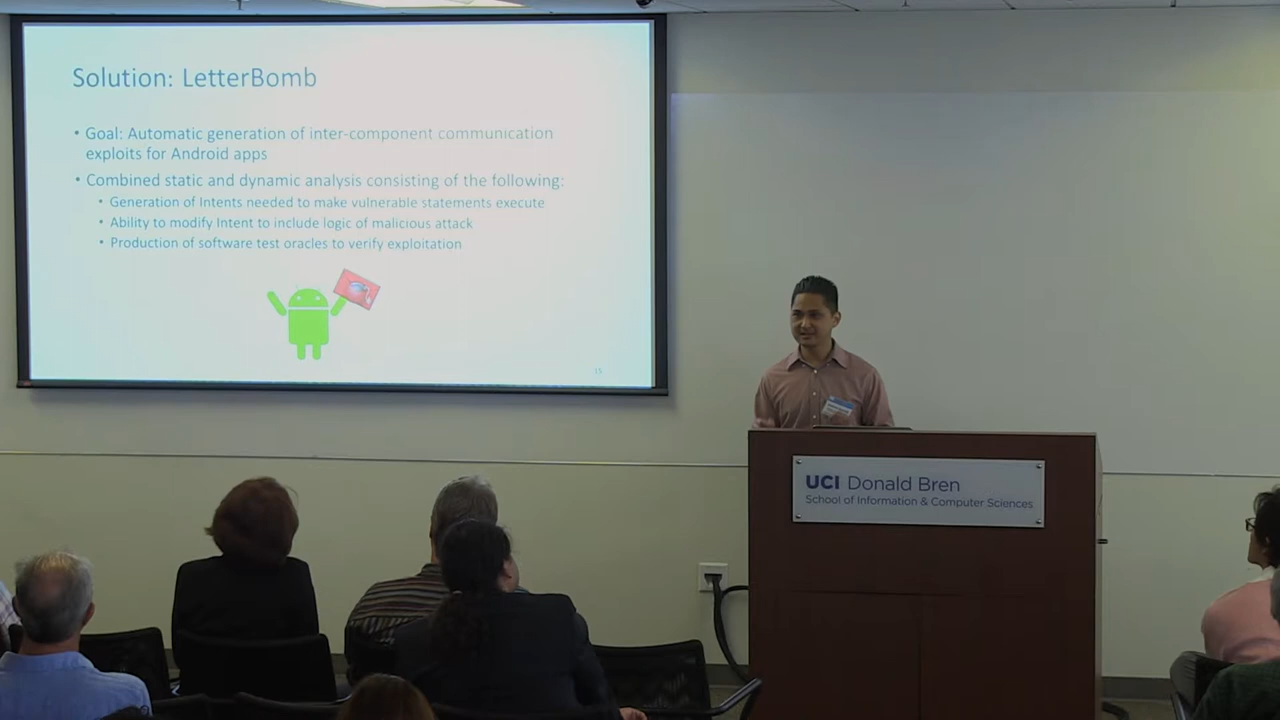 Solution: LetterBomb
• Goal: Automatic generation of inter-component communication
exploits for Android apps
• Combined static and dynamic analysis consisting of the following:
• Generation of Intents needed to make vulnerable statements execute
• Ability to modify Intent to include logic of malicious attack
• Production of software test oracles to verify exploitation
15
UCI Donald Bren
School of Information & Computer Sciences